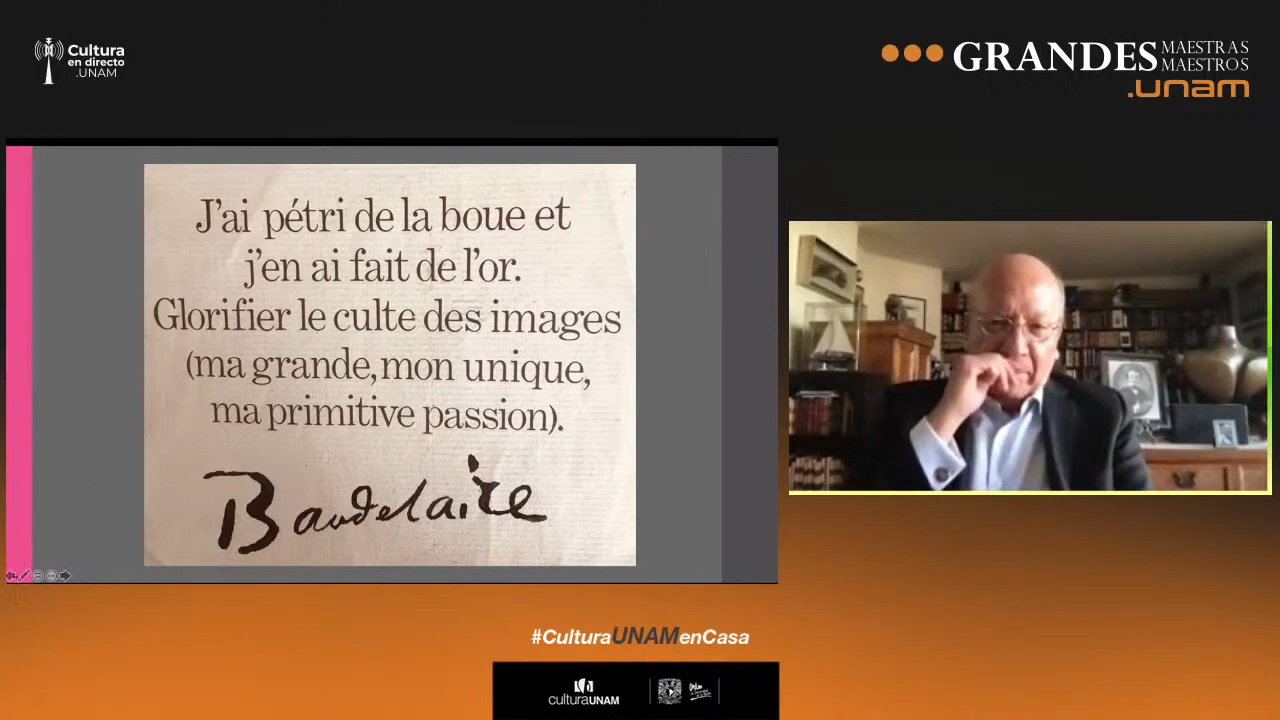 Cultura
en directo
.UNAM
GRANDES MAESTRAS
MAESTROS
.unam
J'ai pétri de la boue et
j'en ai fait de l'or.
Glorifier le culte des images
(ma grande, mon unique,
ma primitive passion).
Baudelaire
#CulturaUNAMenCasa
culturaUNAM